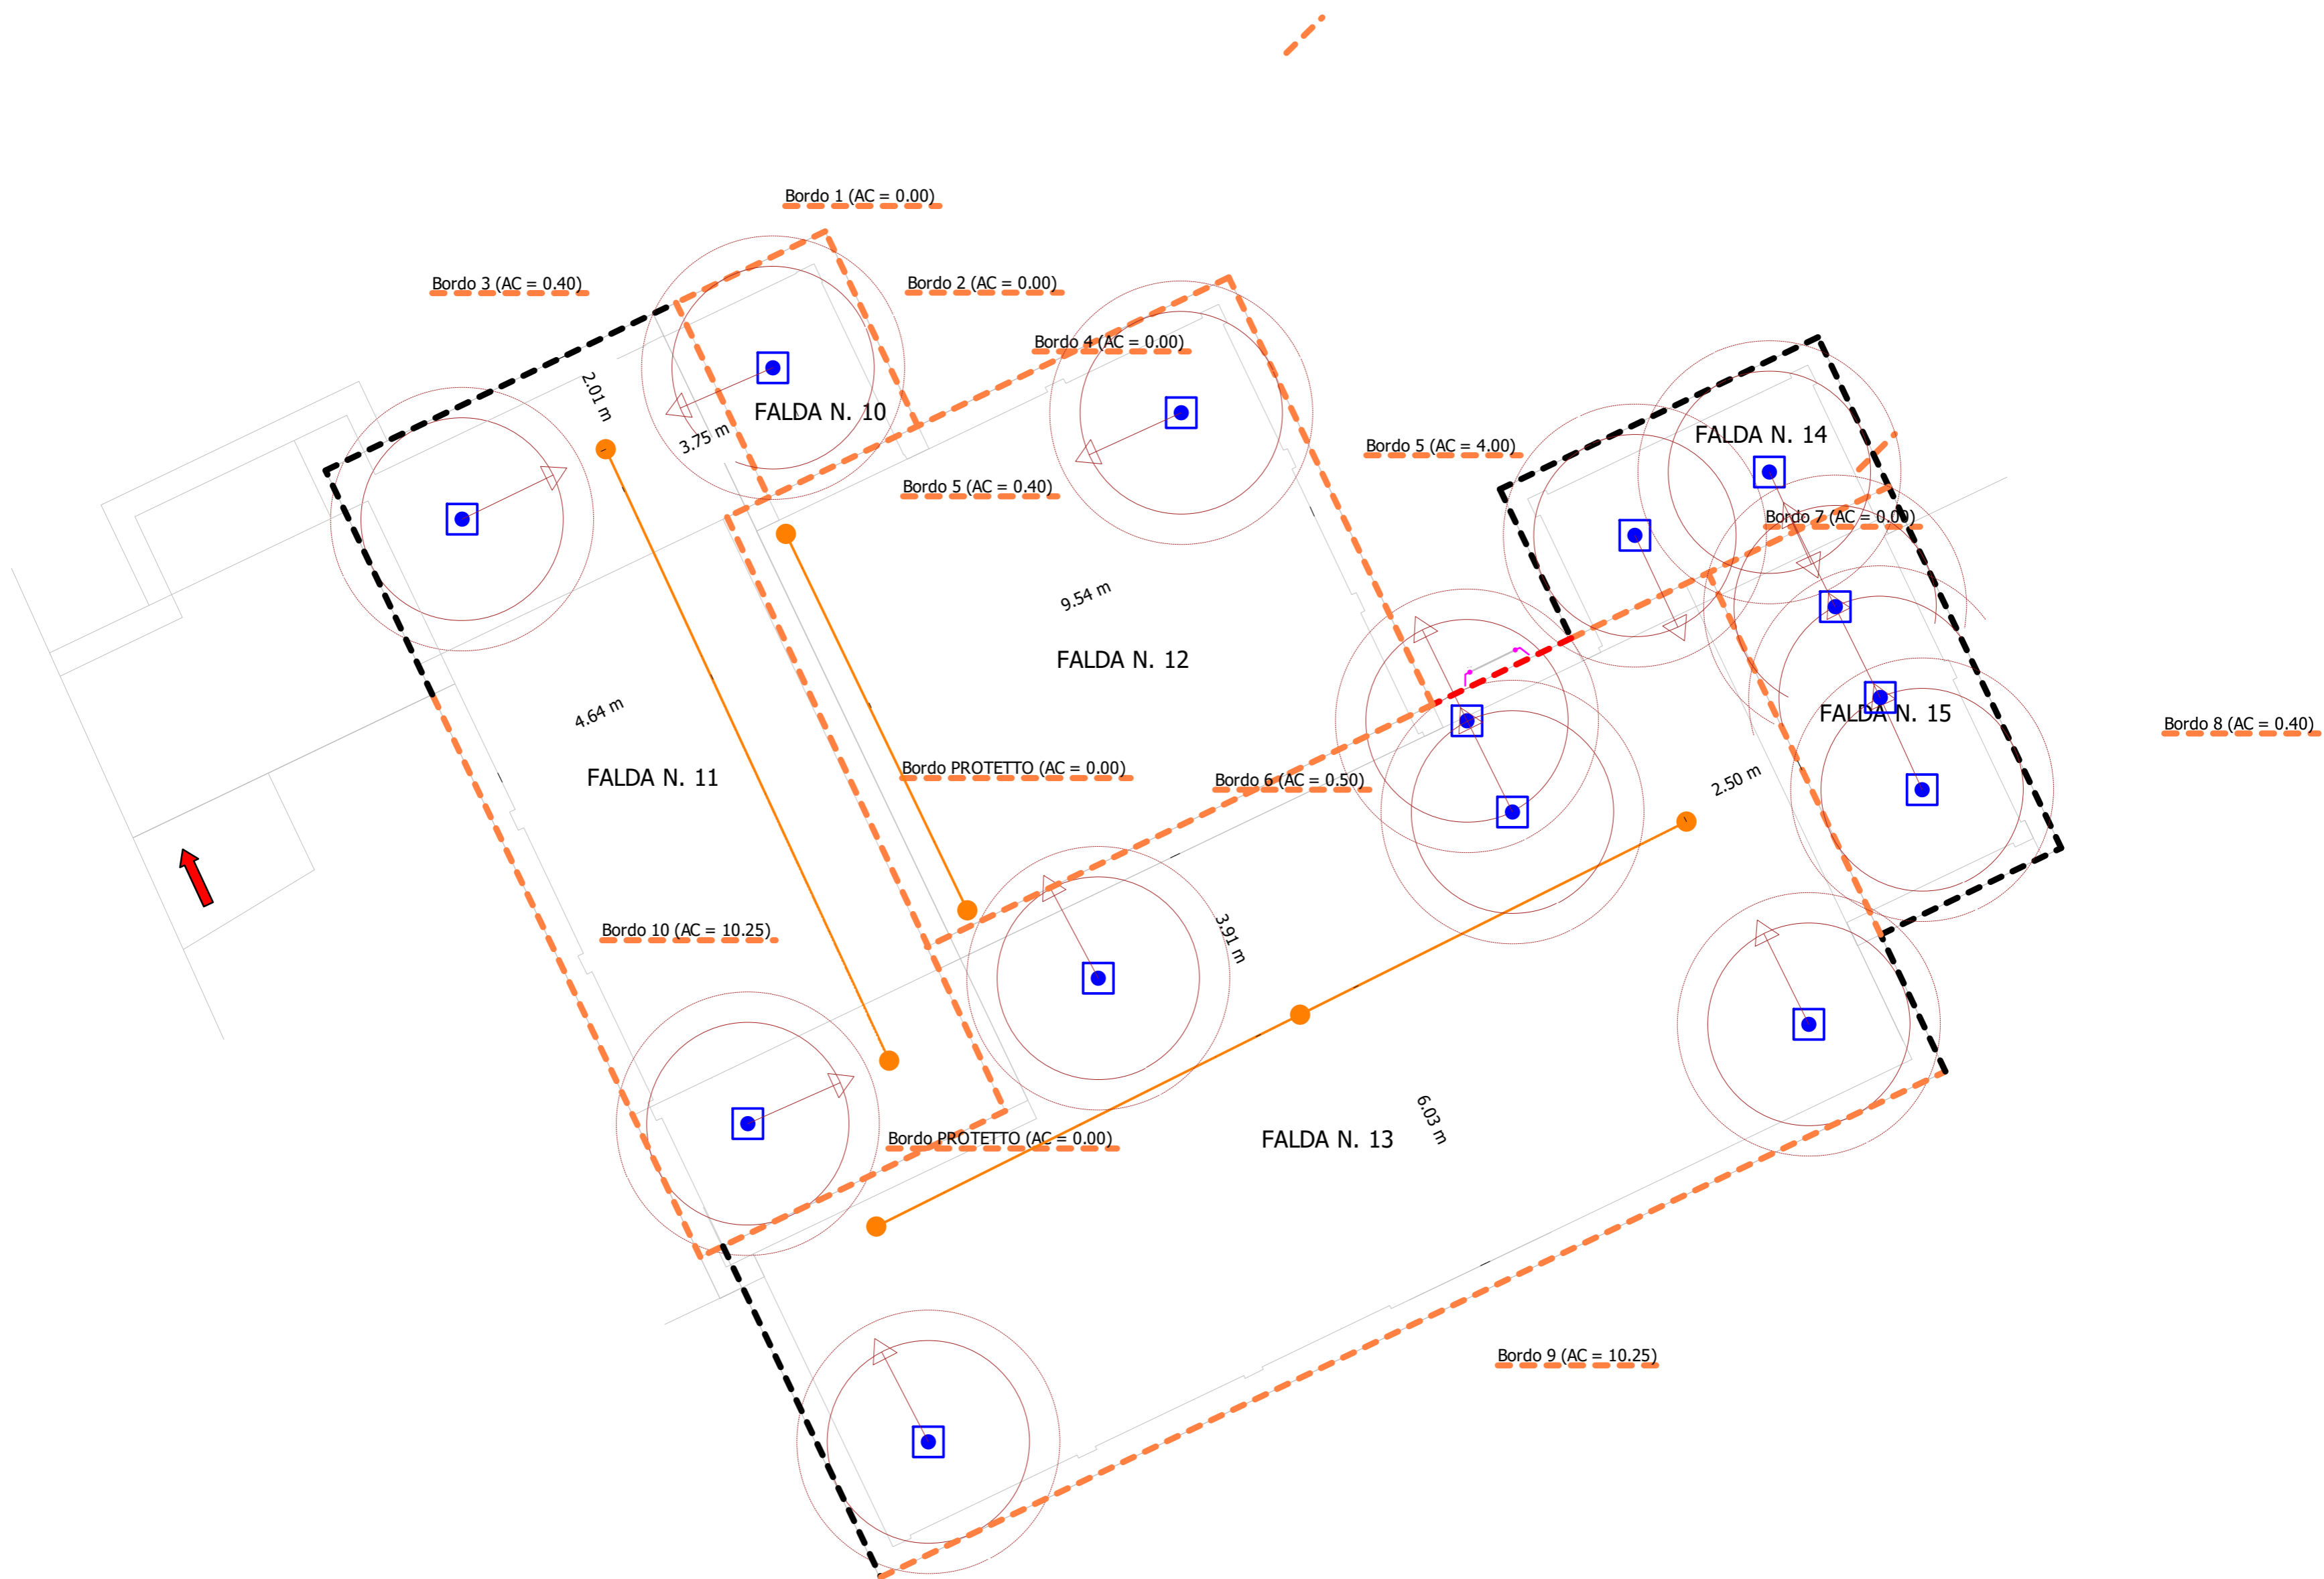 Bordo 1 (AC = 0.00)
Bordo 3 (AC = 0.40)
Bordo 2 (AC = 0.00)
Bordo 4 (AC = 0.00)
2.01 m
FALDA N. 10
3.75 m
Bordo 5 (AC = 4.00)
FALDA N. 14
Bordo 5 (AC = 0.40)
Bordo 7 (AC = 0.00)
9.54 m
FALDA N. 12
4.64 m
FALDA N. 15
Bordo 8 (AC = 0.40)
FALDA N. 11
Bordo PROTETTO (AC = 0.00)
Bordo 6 (AC = 0.50)
2.50 m
Bordo 10 (AC = 10.25)
3.91 m
Bordo PROTETTO (AC = 0.00)
FALDA N. 13
6.03 m
Bordo 9 (AC = 10.25)